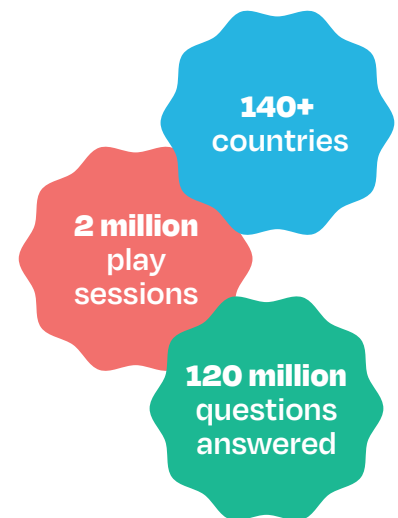 140+
countries
2 million
play
sessions
120 million
questions
answered